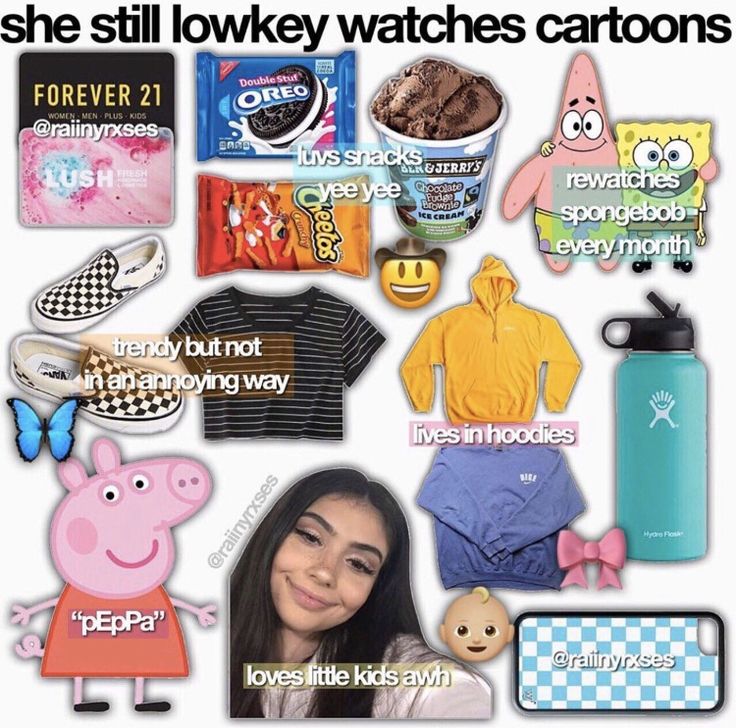 she still lowkey watches cartoons
FOREVER 21
WOMEN • MEN • PLUS • KIDS
@raiinyrxses
LUSH FRESH
HANDMADE
COSMETICS
Double Stuf
OREO
luvs snacks
yee yee
BEN & JERRY'S
Chocolate
Fudge
Brownie
ICE CREAM
Cheetos
Crunchy
rewatches
spongebob
every month
trendy but not
in an annoying way
VANS
lives in hoodies
Hydro Flask
"pEpPa"
@raiinyrxses
loves little kids awh
@raiinyrxses